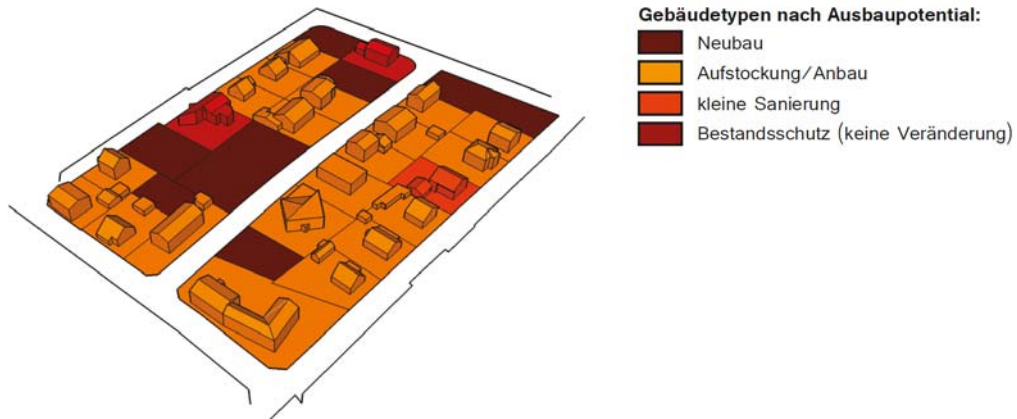 Gebäudetypen nach Ausbaupotential:
Neubau
Aufstockung/Anbau
kleine Sanierung
Bestandsschutz (keine Veränderung)